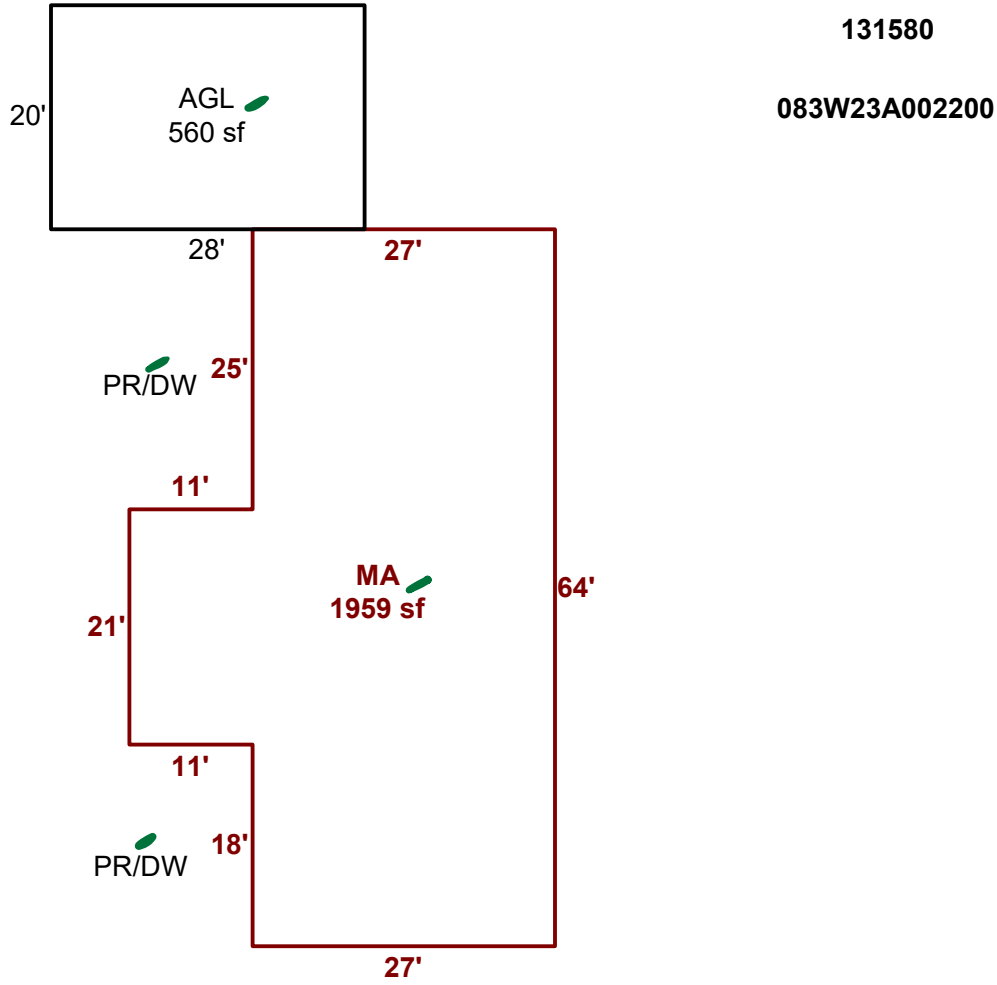 131580
083W23A002200
20'
AGL
560 sf
28'
27'
PR/DW
25'
11'
MA
1959 sf
64'
21'
11'
18'
PR/DW
27'